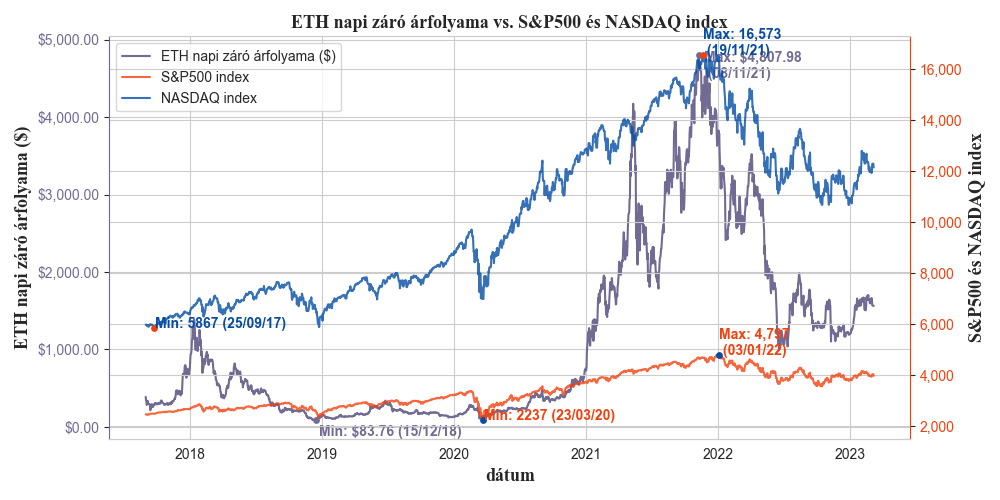 ETH napi záró árfolyama vs. S&P500 és NASDAQ index
ETH napi záró árfolyama ($)
S&P500 index
NASDAQ index
Max: 16,573
(19/11/21)
Max: $4,807.98
(08/11/21)
Min: 5867 (25/09/17)
Max: 4,797
(03/01/22)
Min: 2237 (23/03/20)
Min: $83.76 (15/12/18)
ETH napi záró árfolyama ($)
$5,000.00
$4,000.00
$3,000.00
$2,000.00
$1,000.00
$0.00
S&P500 és NASDAQ index
16,000
14,000
12,000
10,000
8,000
6,000
4,000
2,000
2018 2019 2020 2021 2022 2023
dátum